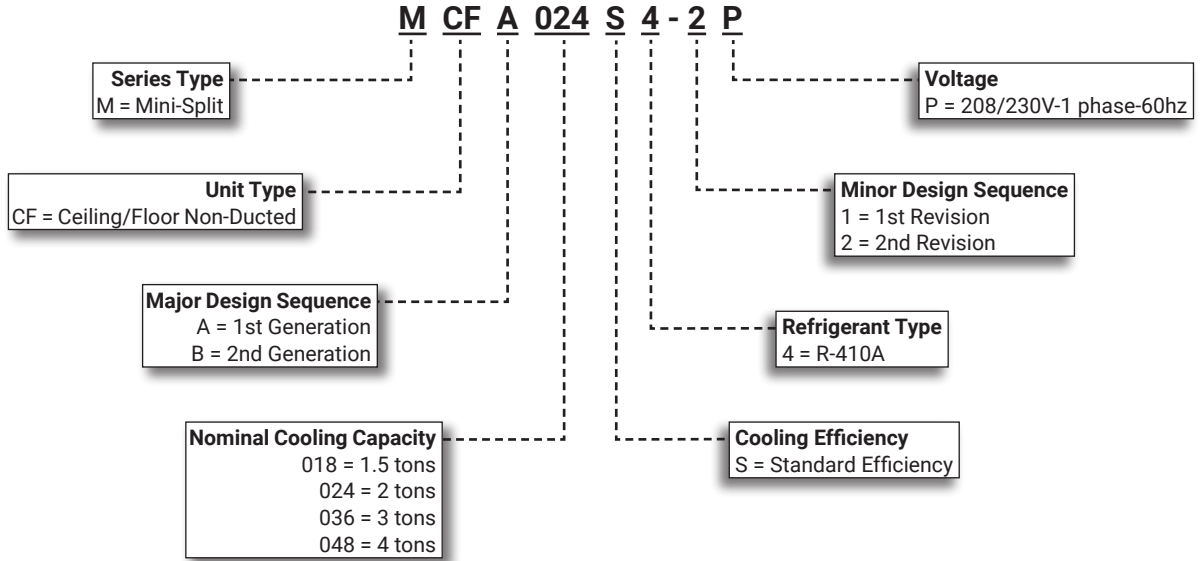 M CF A 024 S 4 - 2 P
Series Type
M = Mini-Split
Voltage
P = 208/230V-1 phase-60hz
Unit Type
CF = Ceiling/Floor Non-Ducted
Minor Design Sequence
1 = 1st Revision
2 = 2nd Revision
Major Design Sequence
A = 1st Generation
B = 2nd Generation
Refrigerant Type
4 = R-410A
Nominal Cooling Capacity
018 = 1.5 tons
024 = 2 tons
036 = 3 tons
048 = 4 tons
Cooling Efficiency
S = Standard Efficiency